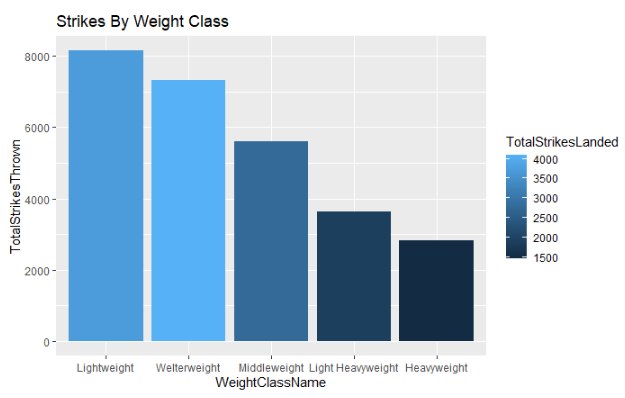 Strikes By Weight Class
TotalStrikesThrown
8000
6000
4000
2000
0
Lightweight Welterweight Middleweight Light Heavyweight Heavyweight
WeightClassName
TotalStrikesLanded
4000
3500
3000
2500
2000
1500